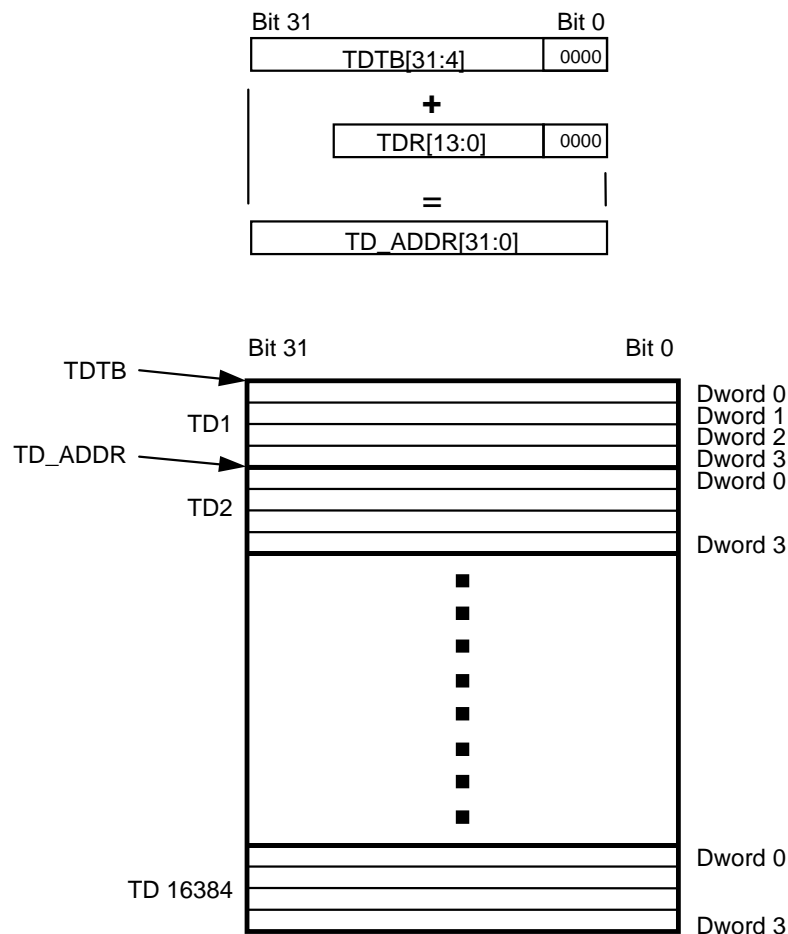 Bit 31 Bit 0
TDTB[31:4] 0000
+
TDR[13:0] 0000
=
TD_ADDR[31:0]
Bit 31 Bit 0
TDTB
Dword 0
TD1 Dword 1
Dword 2
TD_ADDR Dword 3
Dword 0
TD2
Dword 3
Dword 0
TD 16384
Dword 3